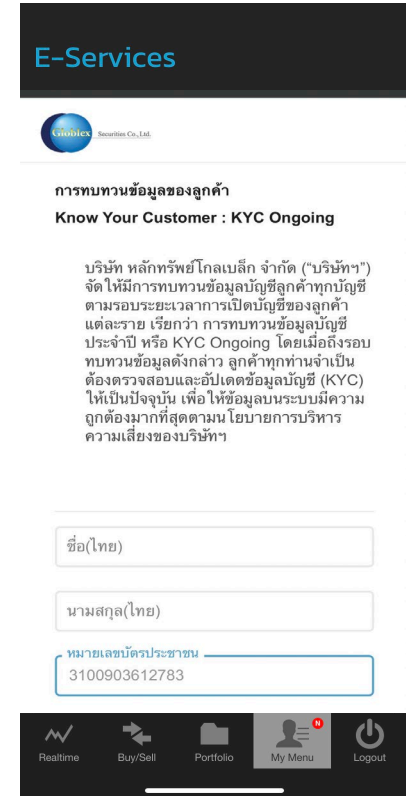 E-Services
Globlex Securities Co., Ltd.
การทบทวนข้อมูลของลูกค้า
Know Your Customer : KYC Ongoing
บริษัท หลักทรัพย์โกลเบล็ก จำกัด (“บริษัทฯ”)
จัดให้มีการทบทวนข้อมูลบัญชีลูกค้าทุกบัญชี
ตามรอบระยะเวลาการเปิดบัญชีของลูกค้า
แต่ละราย เรียกว่า การทบทวนข้อมูลบัญชี
ประจำปี หรือ KYC Ongoing โดยเมื่อถึงรอบ
ทบทวนข้อมูลดังกล่าว ลูกค้าทุกท่านจำเป็น
ต้องตรวจสอบและอัปเดตข้อมูลบัญชี (KYC)
ให้เป็นปัจจุบัน เพื่อให้ข้อมูลบนระบบมีความ
ถูกต้องมากที่สุดตามนโยบายการบริหาร
ความเสี่ยงของบริษัทฯ
ชื่อ(ไทย)
นามสกุล(ไทย)
หมายเลขบัตรประชาชน
3100903612783
N
Realtime Buy/Sell Portfolio My Menu Logout